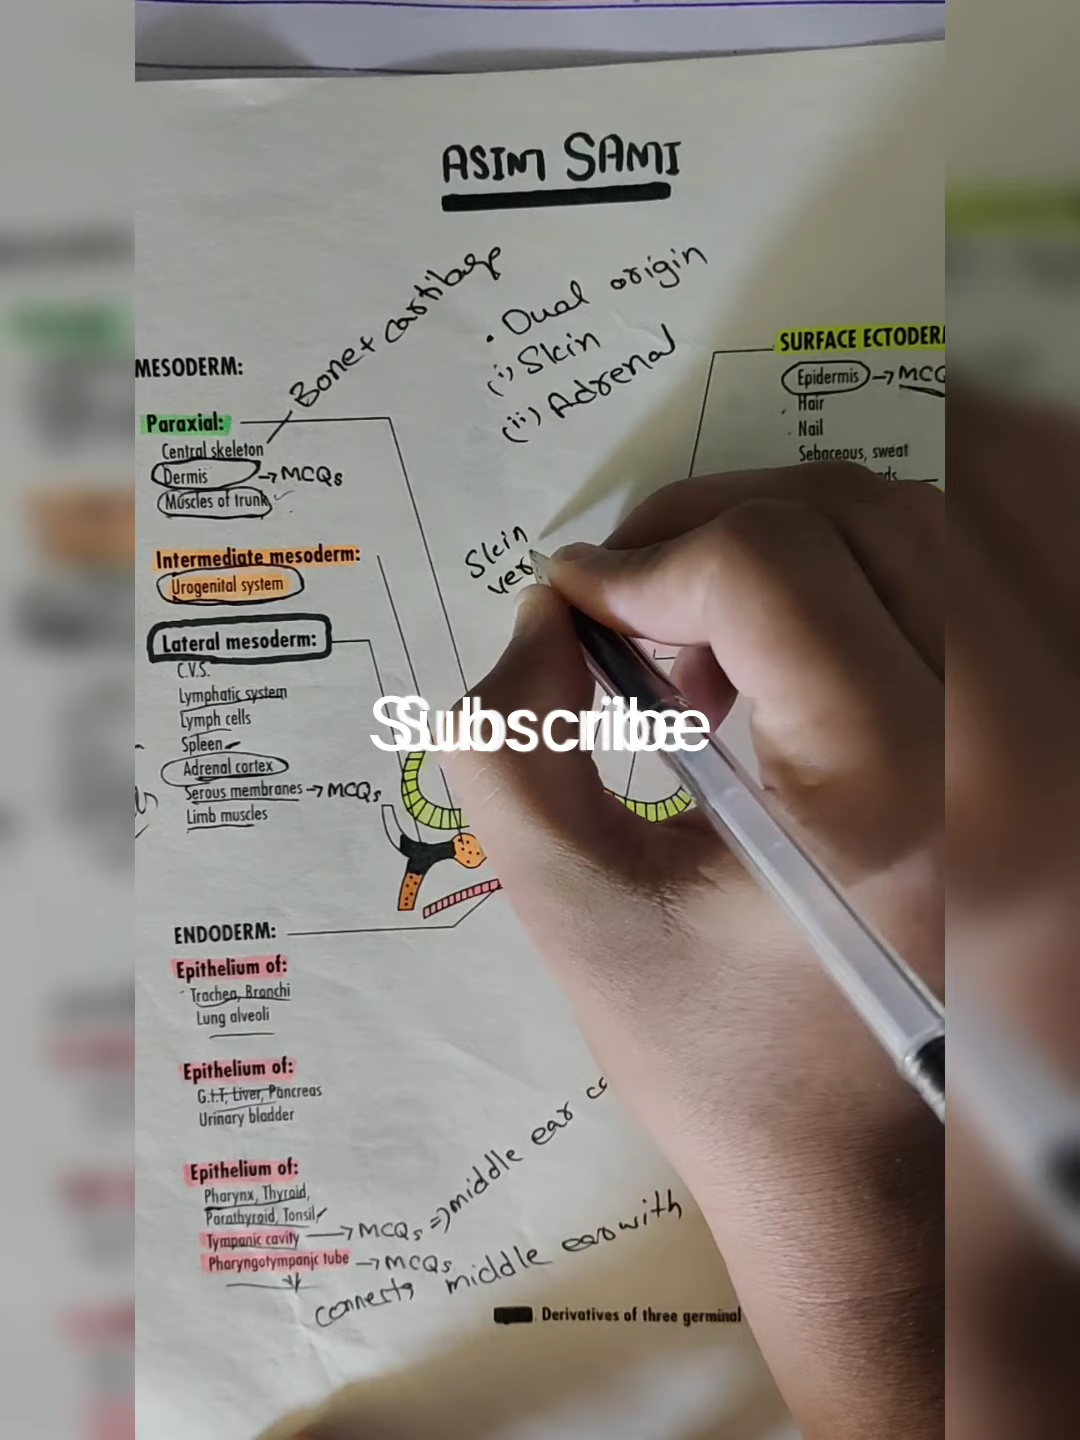 ASIM SAMI
Bone + cartilage
• Dual origin
(i) Skin
(ii) Adrenal
MESODERM:
Paraxial:
Central skeleton
Dermis → MCQs
Muscles of trunk
Intermediate mesoderm:
Urogenital system
Lateral mesoderm:
C.V.S.
Lymphatic system
Lymph cells
Spleen
Adrenal cortex
Serous membranes → MCQs
Limb muscles
SURFACE ECTODER
Epidermis → MCQ
Hair
Nail
Sebaceous, sweat
Skin
ver
Subscribe
ENDODERM:
Epithelium of:
Trachea, Bronchi
Lung alveoli
Epithelium of:
G.I.T, Liver, Pancreas
Urinary bladder
Epithelium of:
Pharynx, Thyroid,
Parathyroid, Tonsil
Tympanic cavity → MCQs ⇒ middle ear
Pharyngotympanic tube → MCQs
connects middle ear with
Derivatives of three germinal